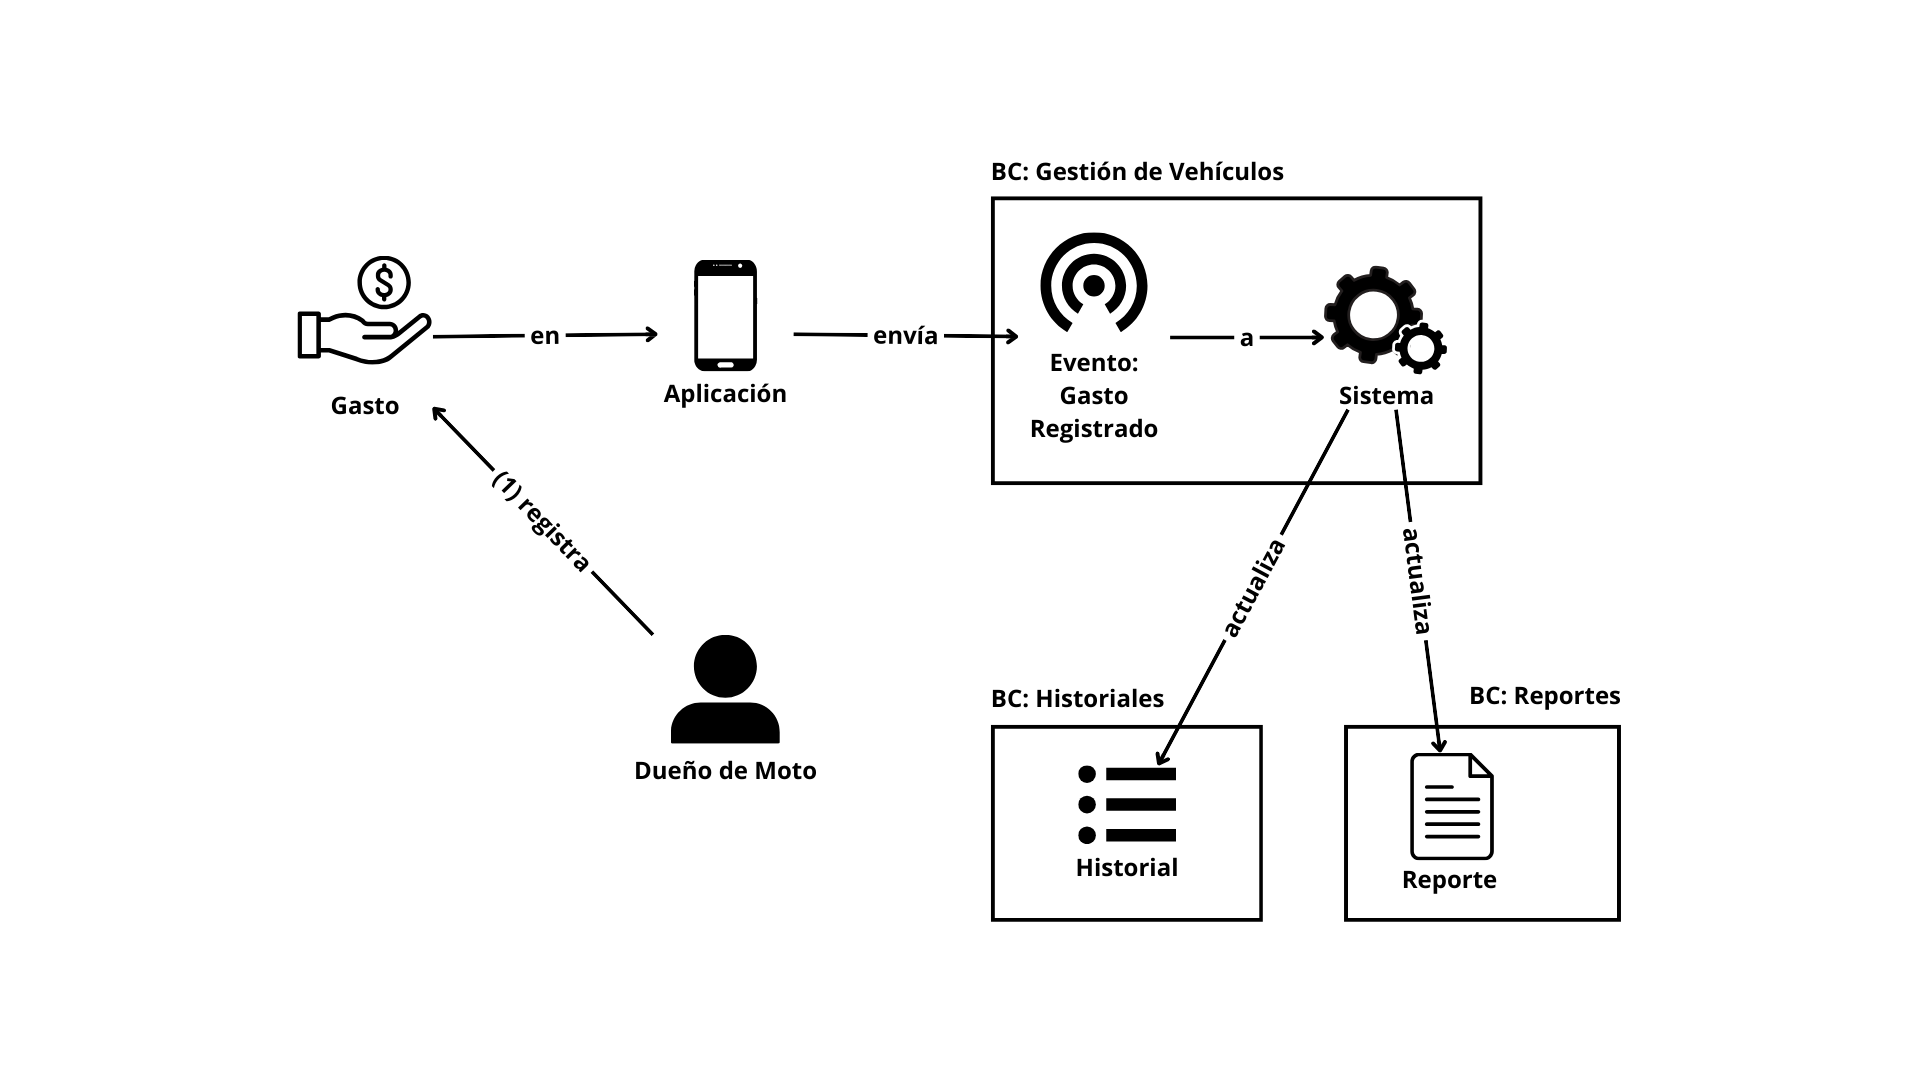 BC: Gestión de Vehículos
Gasto
en
Aplicación
envía
Evento:
Gasto
Registrado
a
Sistema
(1) registra
Dueño de Moto
actualiza
actualiza
BC: Historiales
Historial
BC: Reportes
Reporte